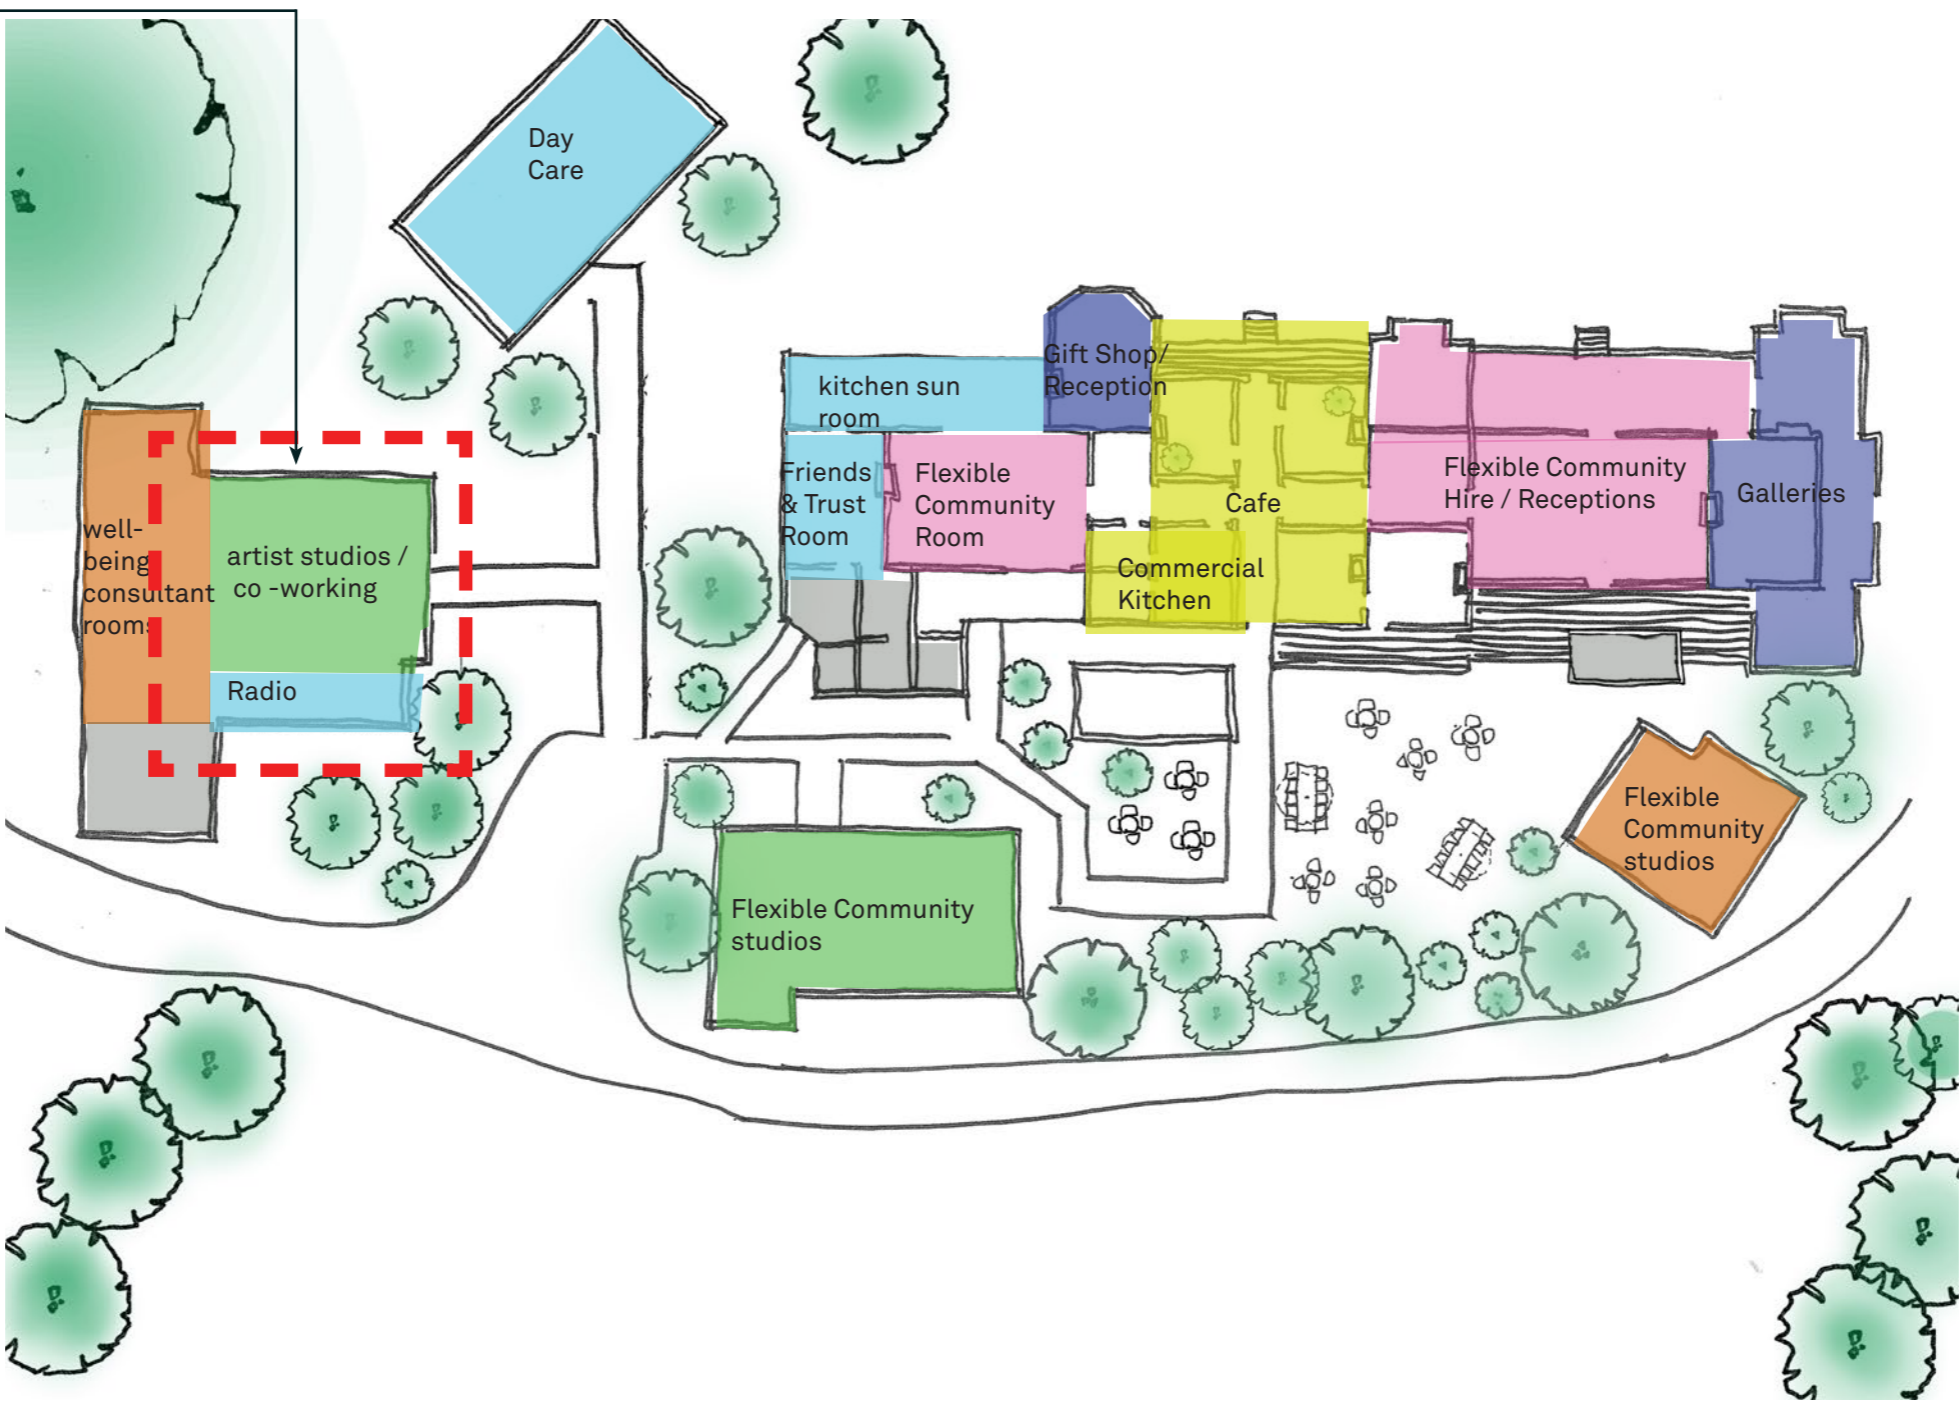 Day
Care
Gift Shop/
Reception
kitchen sun
room
Friends
& Trust
Room
Flexible
Community
Room
Cafe
Commercial
Kitchen
Flexible Community
Hire / Receptions
Galleries
well-
being
consultant
rooms
artist studios /
co -working
Radio
Flexible
Community
studios
Flexible Community
studios